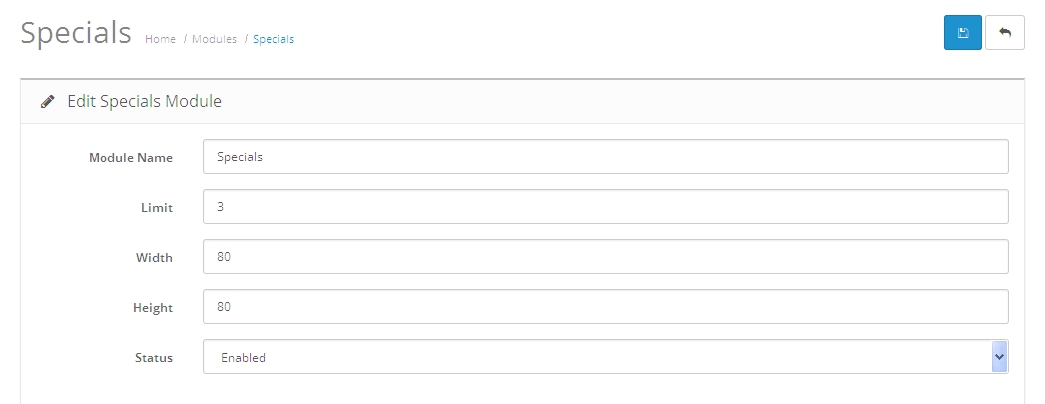 Specials Home / Modules / Specials
Edit Specials Module
Module Name Specials
Limit 3
Width 80
Height 80
Status Enabled